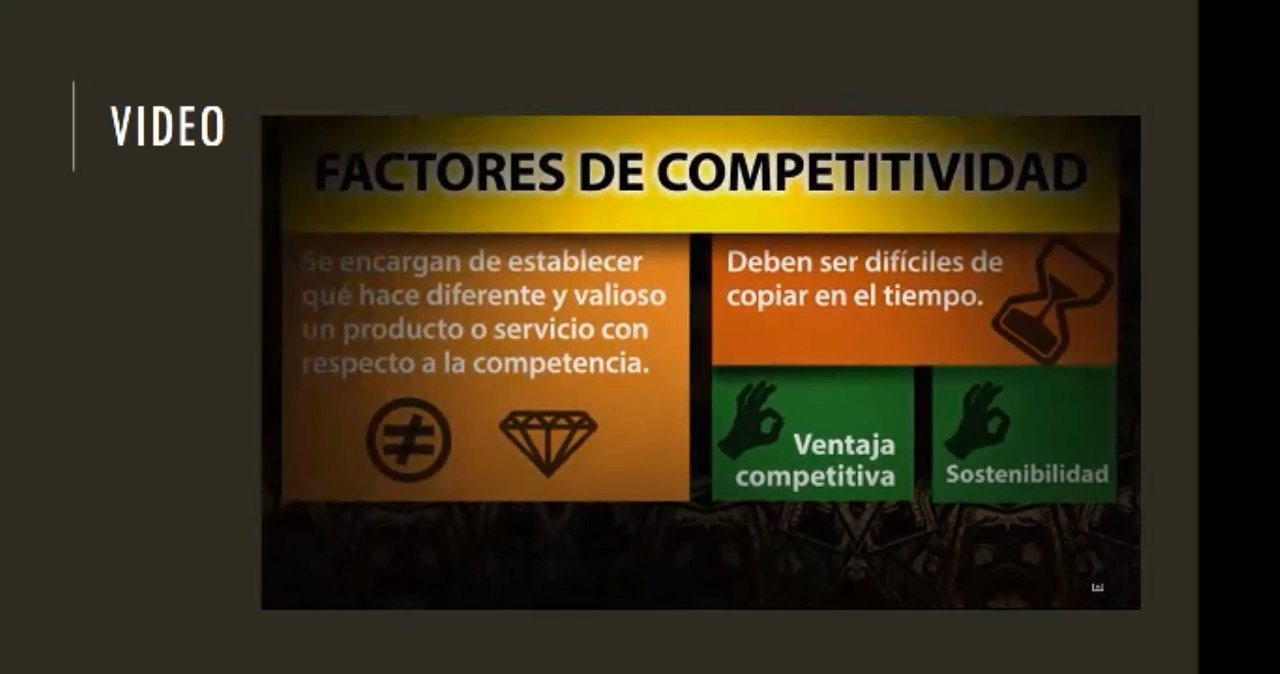 VIDEO
FACTORES DE COMPETITIVIDAD
Se encargan de establecer
qué hace diferente y valioso
un producto o servicio con
respecto a la competencia.
Deben ser difíciles de
copiar en el tiempo.
Ventaja
competitiva
Sostenibilidad